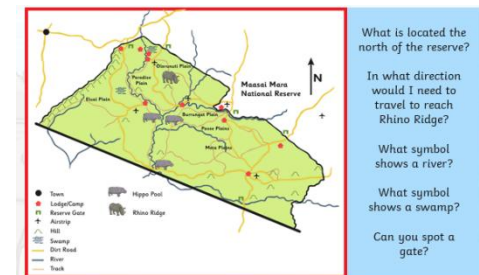 Oloronoti Plain
Paradise
Plain
Maasai Mara
National Reserve
N
Burrungat Plain
Posee Plains
Mina Plains
Town
Lodge/Camp
Reserve Gate
Airstrip
Hill
Swamp
Dirt Road
River
Track
Hippo Pool
Rhino Ridge
What is located the
north of the reserve?
In what direction
would I need to
travel to reach
Rhino Ridge?
What symbol
shows a river?
What symbol
shows a swamp?
Can you spot a
gate?